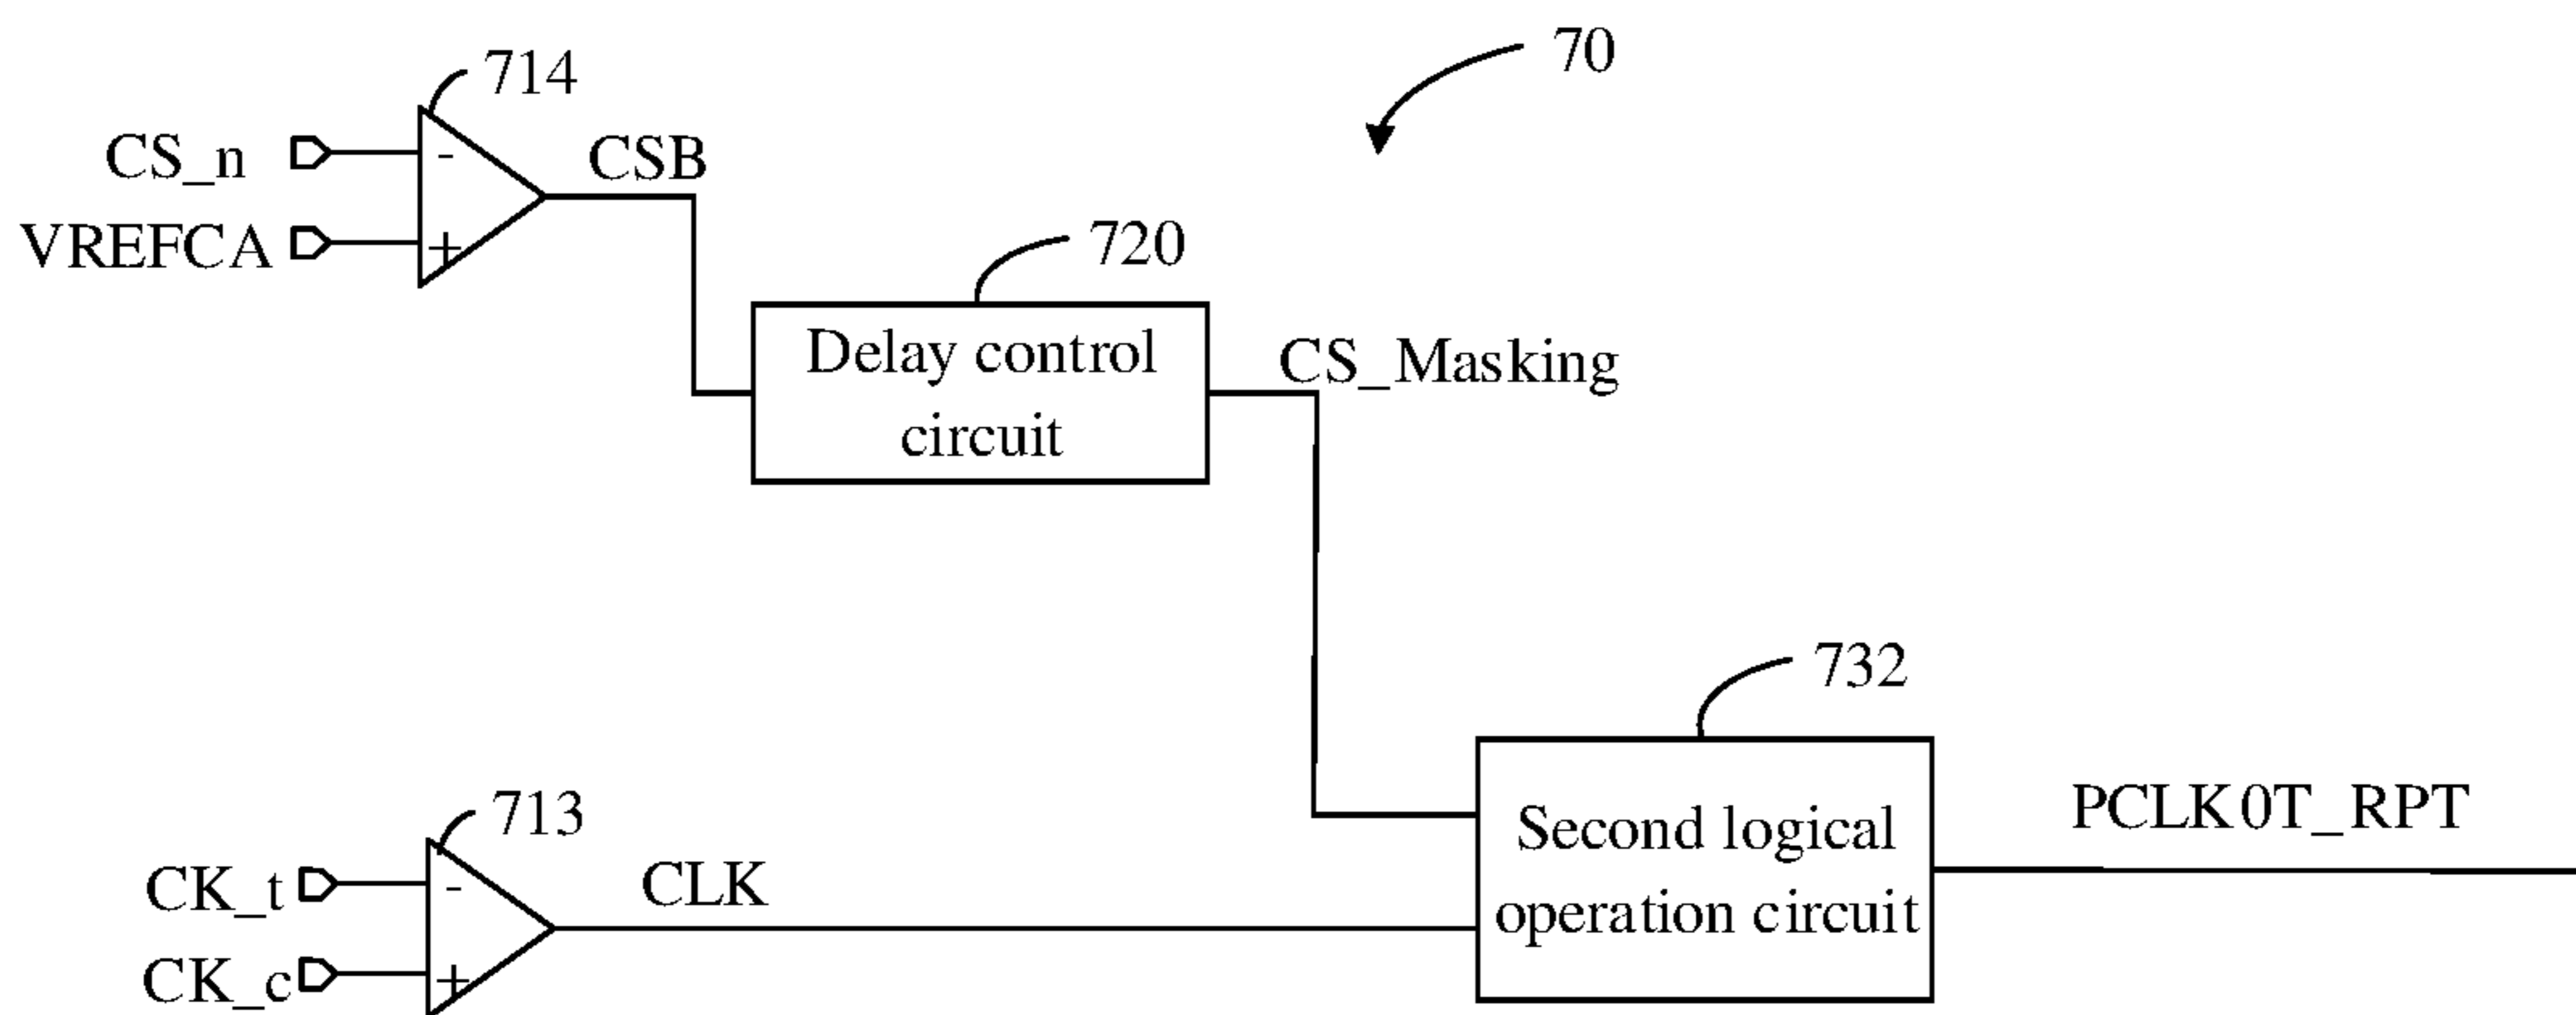 70
714
CS_n
-
CSB
VREFCA
+
720
Delay control
circuit
CS_Masking
732
713
CK_t
-
CLK
CK_c
+
Second logical
operation circuit
PCLK0T_RPT